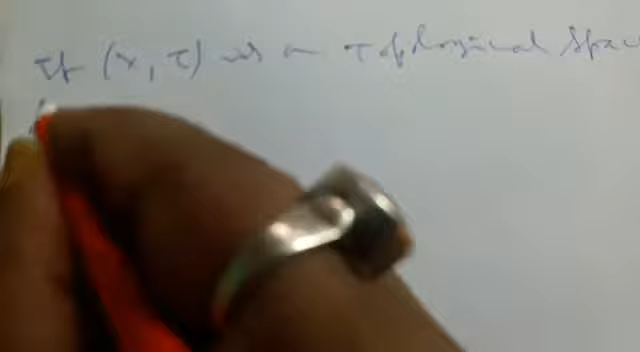 If (X, τ) is a Topological Spac